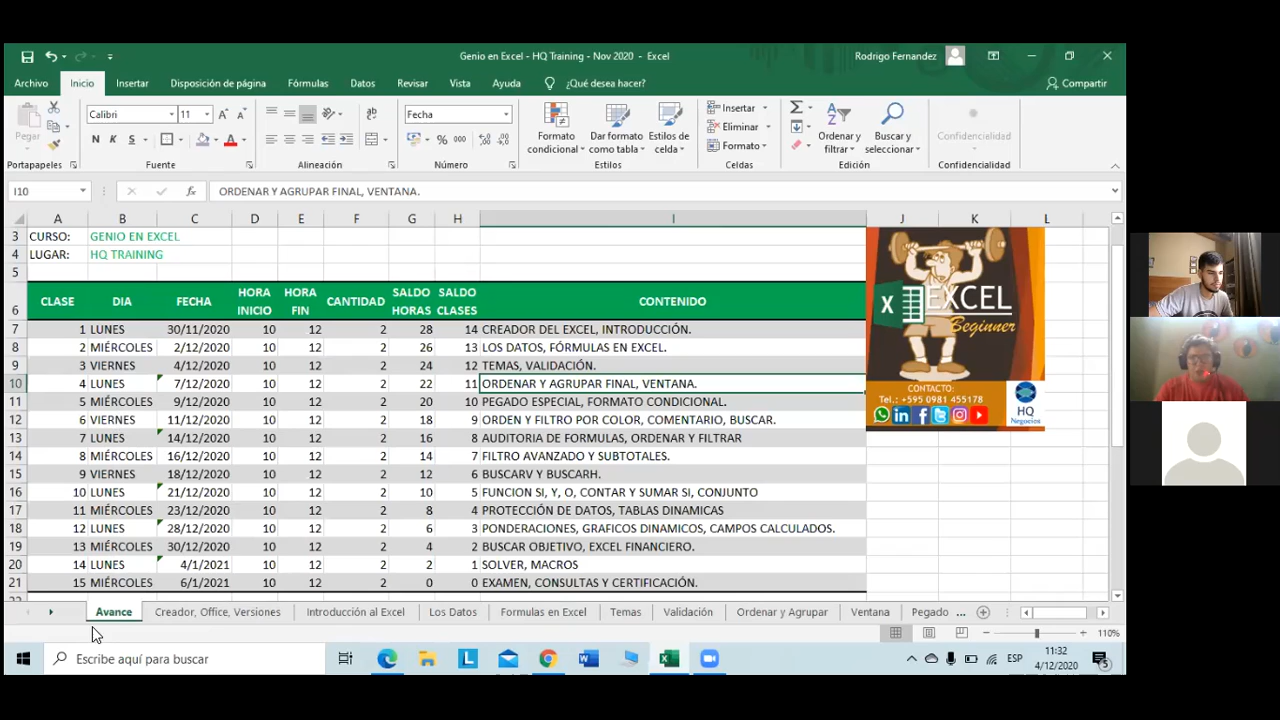 Genio en Excel - HQ Training - Nov 2020 - Excel
Rodrigo Fernandez
Archivo Inicio Insertar Disposición de página Fórmulas Datos Revisar Vista Ayuda ¿Qué desea hacer? Compartir
Pegar
Calibri 11
N K S
Fecha
% 000
Formato condicional
Dar formato como tabla
Estilos de celda
Insertar
Eliminar
Formato
Ordenar y filtrar
Buscar y seleccionar
Confidencialidad
Portapapeles Fuente Alineación Número Estilos Celdas Edición Confidencialidad
I10 fx ORDENAR Y AGRUPAR FINAL, VENTANA.
A B C D E F G H I J K L
3 CURSO: GENIO EN EXCEL
4 LUGAR: HQ TRAINING
5
6 CLASE DIA FECHA HORA INICIO HORA FIN CANTIDAD SALDO HORAS SALDO CLASES CONTENIDO
7 1 LUNES 30/11/2020 10 12 2 28 14 CREADOR DEL EXCEL, INTRODUCCIÓN.
8 2 MIÉRCOLES 2/12/2020 10 12 2 26 13 LOS DATOS, FÓRMULAS EN EXCEL.
9 3 VIERNES 4/12/2020 10 12 2 24 12 TEMAS, VALIDACIÓN.
10 4 LUNES 7/12/2020 10 12 2 22 11 ORDENAR Y AGRUPAR FINAL, VENTANA.
11 5 MIÉRCOLES 9/12/2020 10 12 2 20 10 PEGADO ESPECIAL, FORMATO CONDICIONAL.
12 6 VIERNES 11/12/2020 10 12 2 18 9 ORDEN Y FILTRO POR COLOR, COMENTARIO, BUSCAR.
13 7 LUNES 14/12/2020 10 12 2 16 8 AUDITORIA DE FORMULAS, ORDENAR Y FILTRAR
14 8 MIÉRCOLES 16/12/2020 10 12 2 14 7 FILTRO AVANZADO Y SUBTOTALES.
15 9 VIERNES 18/12/2020 10 12 2 12 6 BUSCARV Y BUSCARH.
16 10 LUNES 21/12/2020 10 12 2 10 5 FUNCION SI, Y, O, CONTAR Y SUMAR SI, CONJUNTO
17 11 MIÉRCOLES 23/12/2020 10 12 2 8 4 PROTECCIÓN DE DATOS, TABLAS DINAMICAS
18 12 LUNES 28/12/2020 10 12 2 6 3 PONDERACIONES, GRAFICOS DINAMICOS, CAMPOS CALCULADOS.
19 13 MIÉRCOLES 30/12/2020 10 12 2 4 2 BUSCAR OBJETIVO, EXCEL FINANCIERO.
20 14 LUNES 4/1/2021 10 12 2 2 1 SOLVER, MACROS
21 15 MIÉRCOLES 6/1/2021 10 12 2 0 0 EXAMEN, CONSULTAS Y CERTIFICACIÓN.
X EXCEL
Beginner
CONTACTO:
Tel.: +595 0981 455178
HQ
Negocios
Avance Creador, Office, Versiones Introducción al Excel Los Datos Formulas en Excel Temas Validación Ordenar y Agrupar Ventana Pegado ...
110%
Escribe aquí para buscar
ESP
11:32
4/12/2020
5